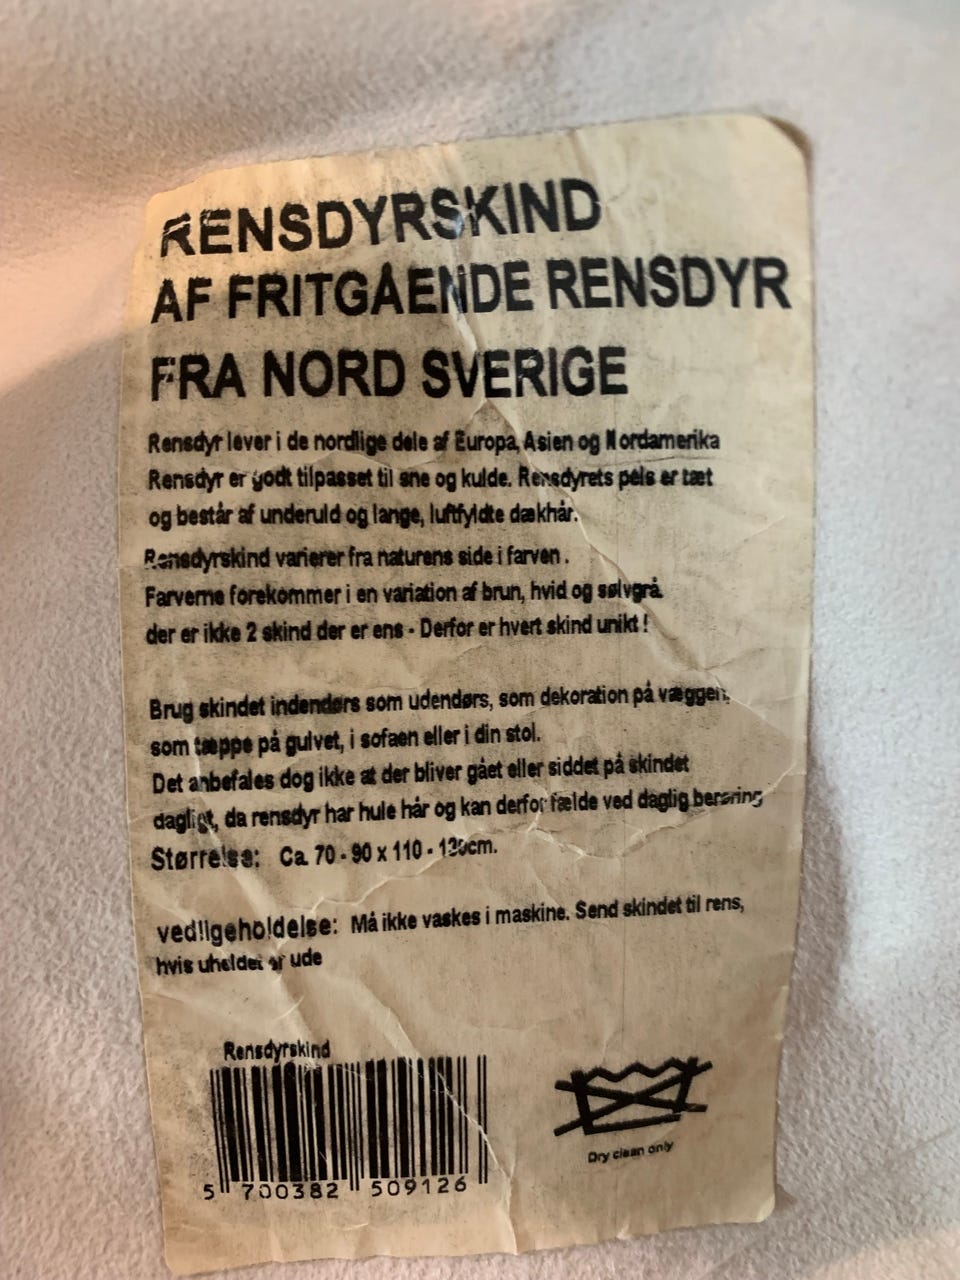 RENSDYRSKIND
AF FRITGÅENDE RENSDYR
FRA NORD SVERIGE
Rensdyr lever i de nordlige dele af Europa, Asien og Nordamerika
Rensdyr er godt tilpasset til sne og kulde. Rensdyrets pels er tæt
og består af underuld og lange, luftfyldte dækhår.
Rensdyrskind varierer fra naturens side i farven .
Farverne forekommer i en variation af brun, hvid og sølvgrå.
der er ikke 2 skind der er ens - Derfor er hvert skind unikt !
Brug skindet indendørs som udendørs, som dekoration på væggen,
som tæppe på gulvet, i sofaen eller i din stol.
Det anbefales dog ikke at der bliver gået eller siddet på skindet
dagligt, da rensdyr har hule hår og kan derfor fælde ved daglig berøring
Størrelse: Ca. 70 - 90 x 110 -
vedligeholdelse: Må ikke vaskes i maskine. Send skindet til rens,
hvis uheldet er ude
Rensdyrskind
5 700382 509126
Dry clean only